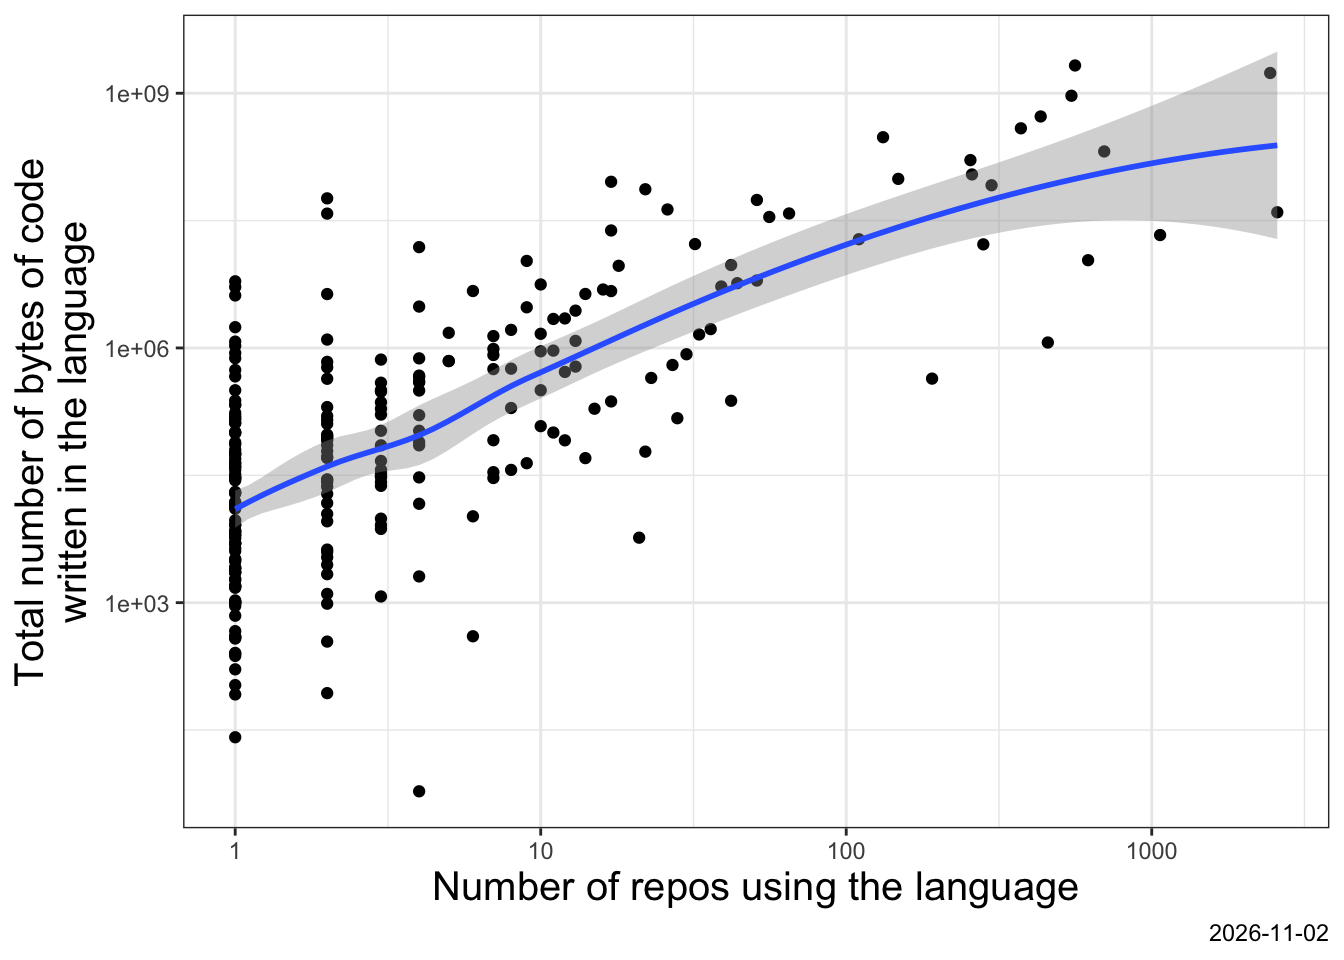 Total number of bytes of code
written in the language
1e+09
1e+06
1e+03
1
10
100
1000
Number of repos using the language
2026-11-02